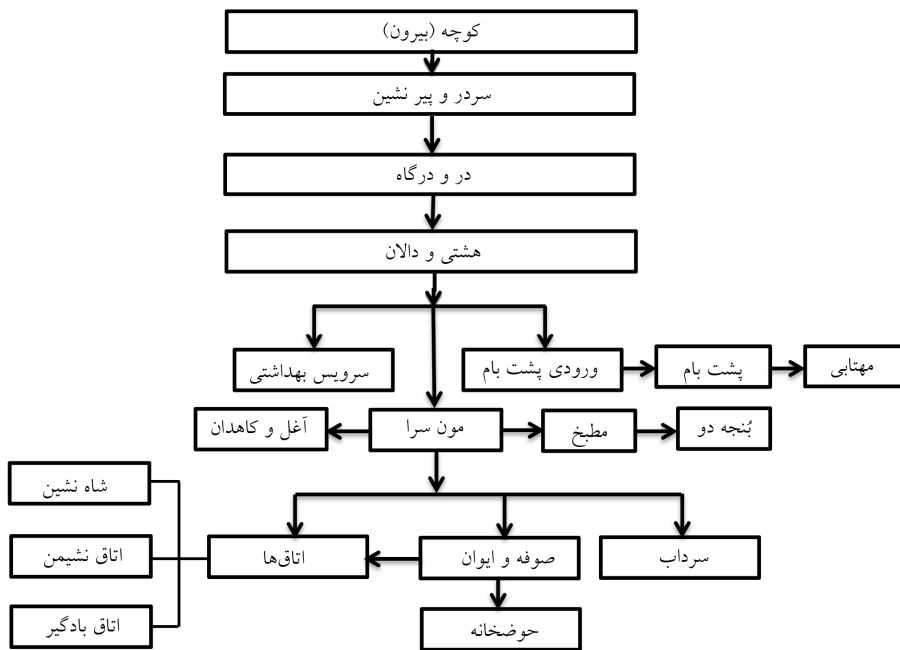 کوچه (بیرون)
سردر و پیر نشین
در و درگاه
هشتی و دالان
مهتابی
پشت بام
ورودی پشت بام
سرویس بهداشتی
بُنجه دو
مطبخ
مون سرا
آغل و کاهدان
شاه نشین
سرداب
صوفه و ایوان
اتاق‌ها
اتاق نشیمن
حوضخانه
اتاق بادگیر